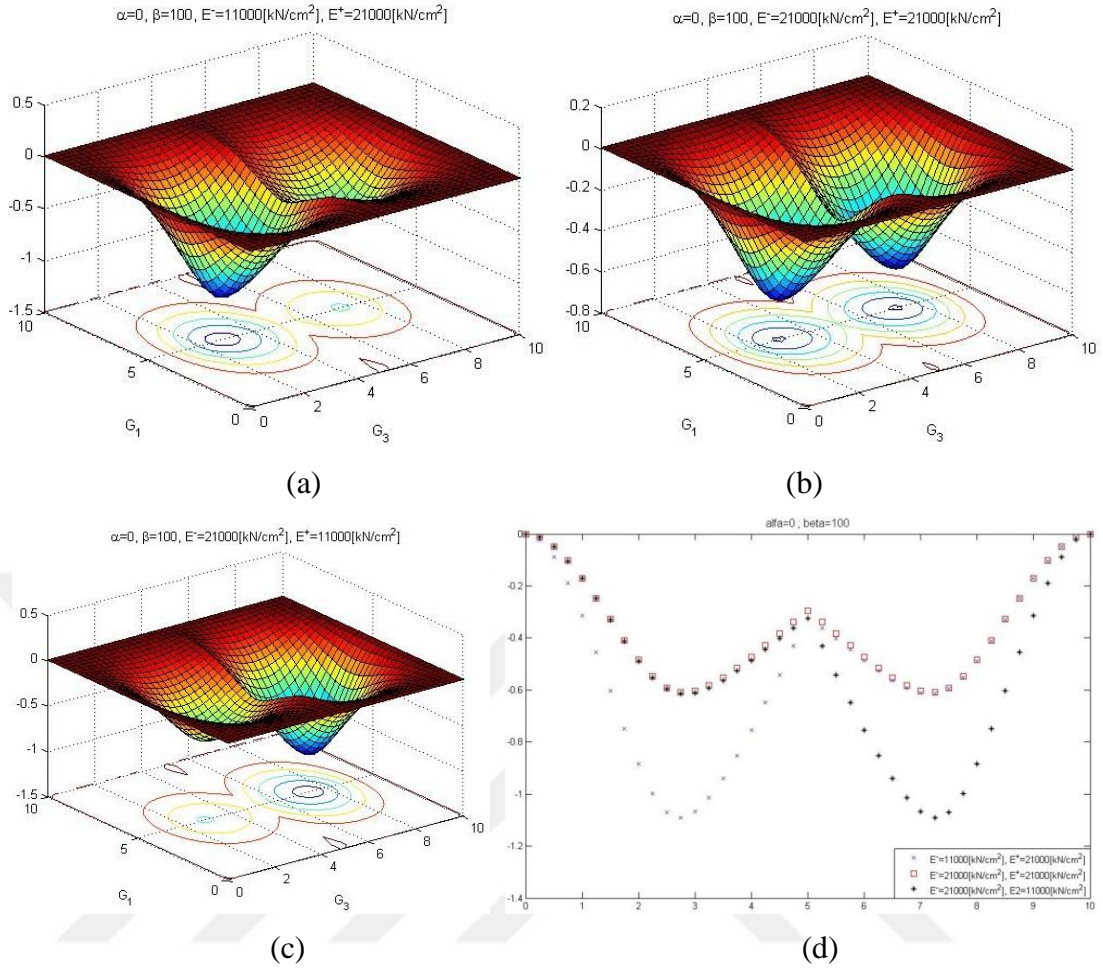 α=0, β=100, E⁻=11000[kN/cm²], E⁺=21000[kN/cm²]
0.5
0
-0.5
-1
-1.5
10
5
0
G₁
0
2
4
6
8
10
G₃
(a)
α=0, β=100, E⁻=21000[kN/cm²], E⁺=21000[kN/cm²]
0.2
0
-0.2
-0.4
-0.6
-0.8
10
5
0
G₁
0
2
4
6
8
10
G₃
(b)
α=0, β=100, E⁻=21000[kN/cm²], E⁺=11000[kN/cm²]
0.5
0
-0.5
-1
-1.5
10
5
0
G₁
0
2
4
6
8
10
G₃
(c)
alfa=0 ; beta=100
0
-0.2
-0.4
-0.6
-0.8
-1
-1.2
-1.4
0 1 2 3 4 5 6 7 8 9 10
E⁻=11000[kN/cm²], E⁺=21000[kN/cm²]
E⁻=21000[kN/cm²], E⁺=21000[kN/cm²]
E⁻=21000[kN/cm²], E2=11000[kN/cm²]
(d)